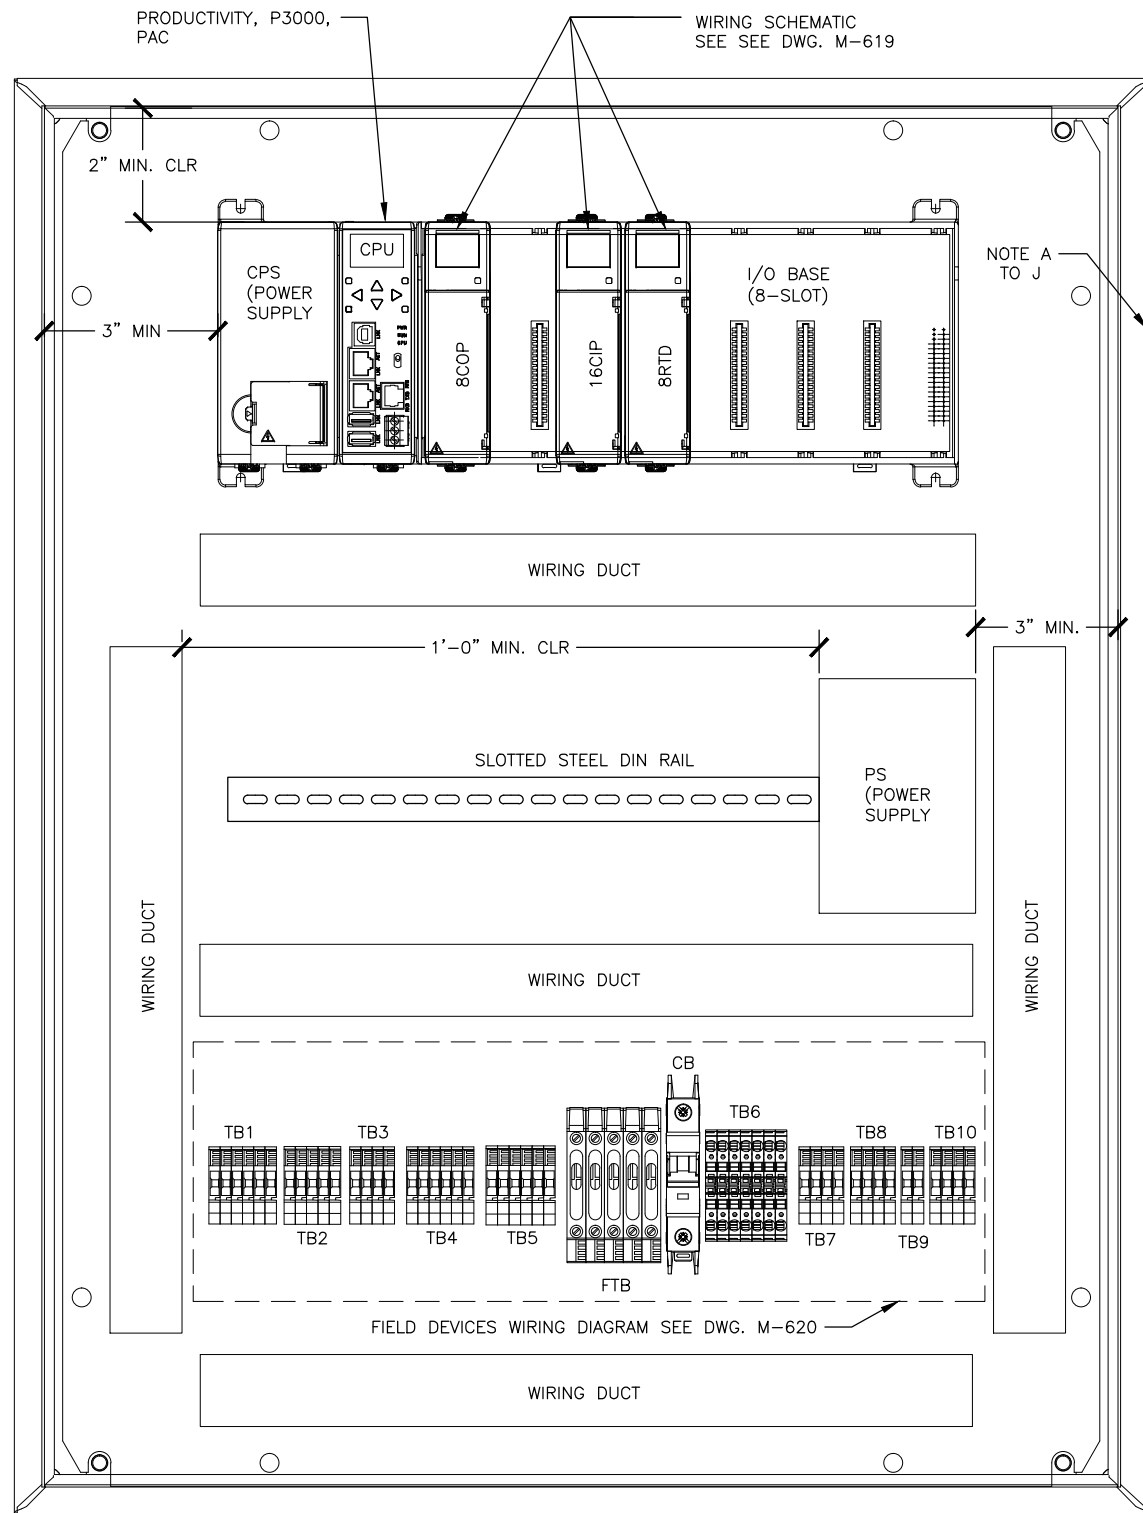 PRODUCTIVITY, P3000,
PAC
WIRING SCHEMATIC
SEE SEE DWG. M-619
2" MIN. CLR
CPU
CPS
(POWER
SUPPLY
I/O BASE
(8-SLOT)
NOTE A
TO J
3" MIN
PWR
RUN
CPU
8COP
16CIP
8RTD
WIRING DUCT
3" MIN.
1'-0" MIN. CLR
SLOTTED STEEL DIN RAIL
PS
(POWER
SUPPLY
WIRING DUCT
WIRING DUCT
WIRING DUCT
CB
TB1
TB3
TB6
TB8
TB10
TB2
TB4
TB5
TB7
TB9
FTB
FIELD DEVICES WIRING DIAGRAM SEE DWG. M-620
WIRING DUCT